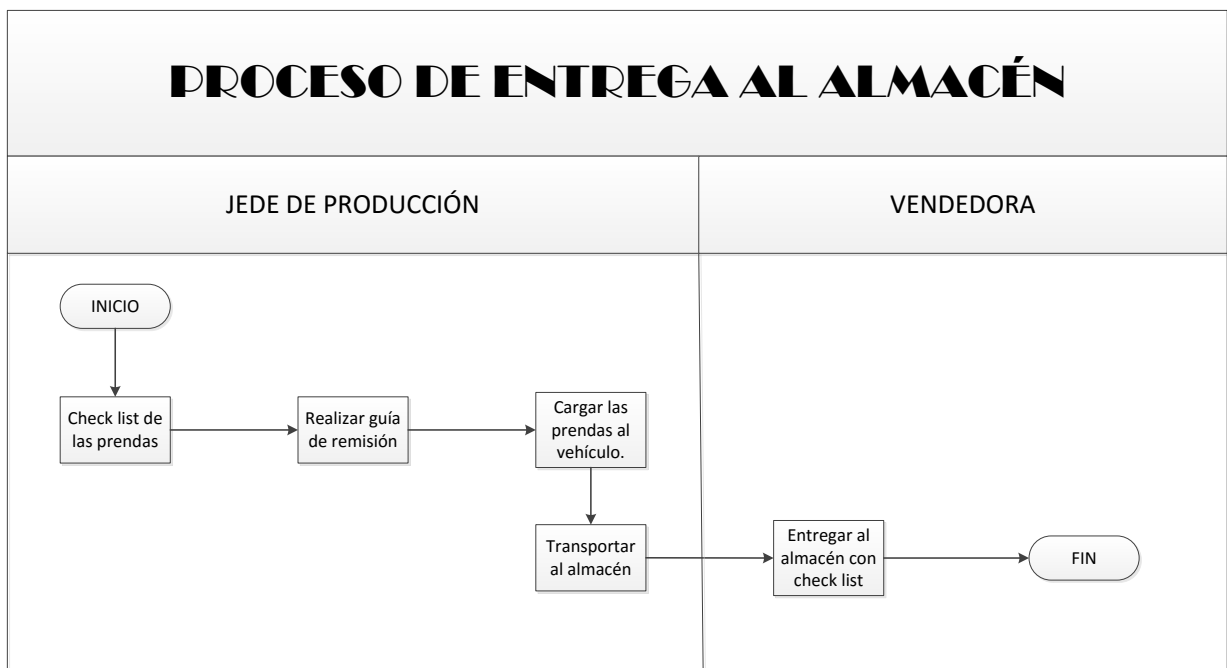 PROCESO DE ENTREGA AL ALMACÉN
JEDE DE PRODUCCIÓN
VENDEDORA
INICIO
Check list de
las prendas
Realizar guía
de remisión
Cargar las
prendas al
vehículo.
Transportar
al almacén
Entregar al
almacén con
check list
FIN